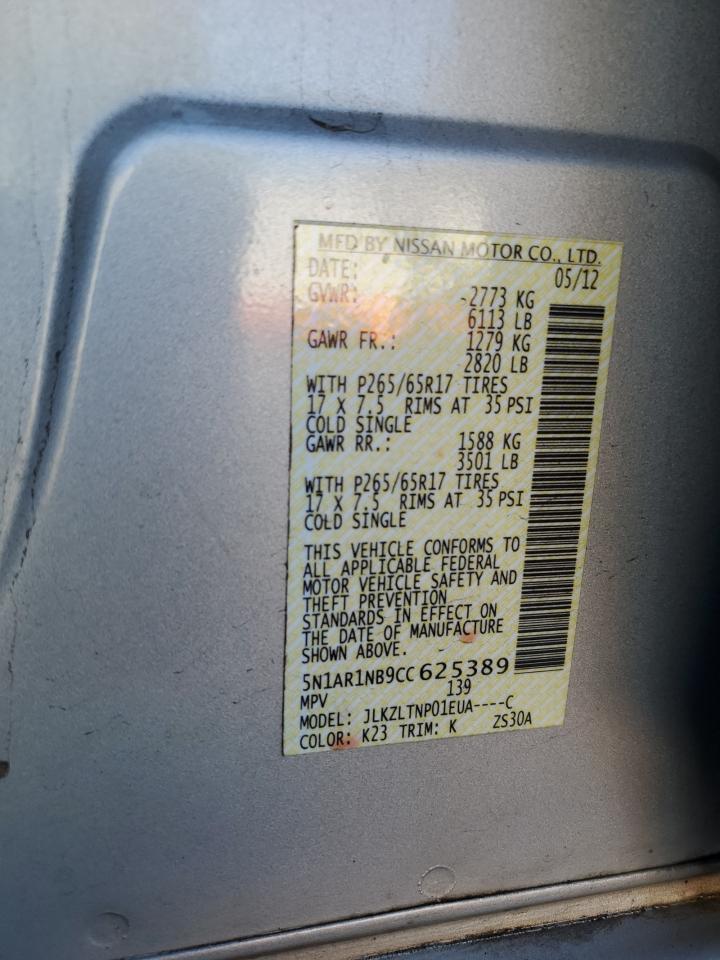 MFD BY NISSAN MOTOR CO., LTD.
DATE: 05/12
GVWR: 2773 KG
6113 LB
GAWR FR.: 1279 KG
2820 LB
WITH P265/65R17 TIRES
17 X 7.5 RIMS AT 35 PSI
COLD SINGLE
GAWR RR.: 1588 KG
3501 LB
WITH P265/65R17 TIRES
17 X 7.5 RIMS AT 35 PSI
COLD SINGLE
THIS VEHICLE CONFORMS TO
ALL APPLICABLE FEDERAL
MOTOR VEHICLE SAFETY AND
THEFT PREVENTION
STANDARDS IN EFFECT ON
THE DATE OF MANUFACTURE
SHOWN ABOVE.
5N1AR1NB9CC625389
MPV 139
MODEL: JLKZLTNP01EUA----C
COLOR: K23 TRIM: K ZS30A